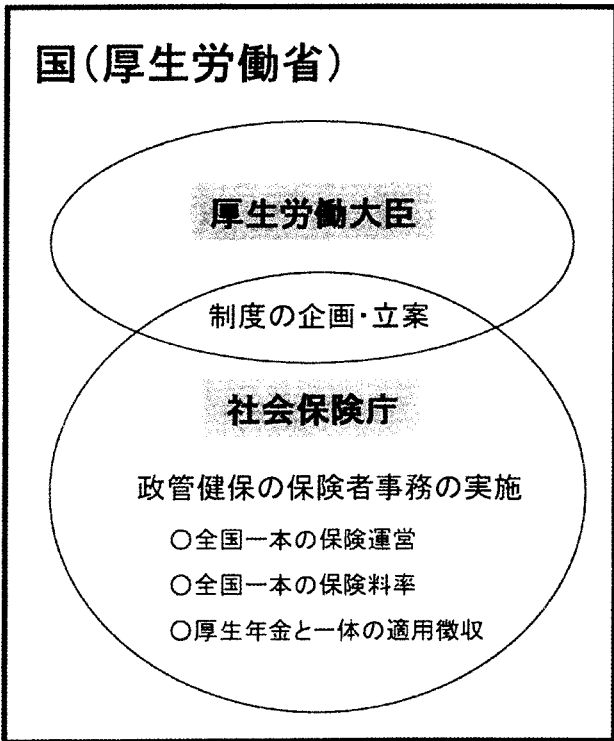 国(厚生労働省)
厚生労働大臣
制度の企画・立案
社会保険庁
政管健保の保険者事務の実施
○全国一本の保険運営
○全国一本の保険料率
○厚生年金と一体の適用徴収